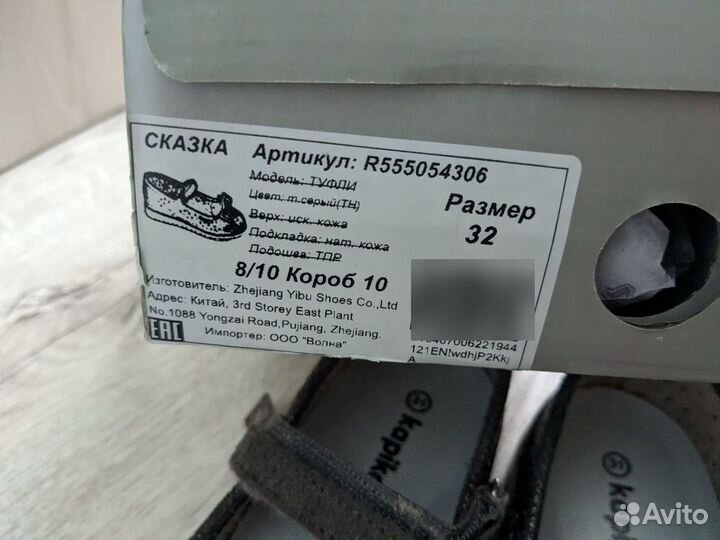 СКАЗКА Артикул: R555054306
Модель: ТУФЛИ
Цвет: т.серый(ТН)
Верх: иск. кожа
Подкладка: нат. кожа
Подошва: ТПР
Размер
32
8/10 Короб 10
Изготовитель: Zhejiang Yibu Shoes Co.,Ltd
Адрес: Китай, 3rd Storey East Plant
No.1088 Yongzai Road,Pujiang, Zhejiang.
Импортер: ООО "Волна"
EAC
121EN!wdhjP2Kkj
A
kapika
kapika
Avito